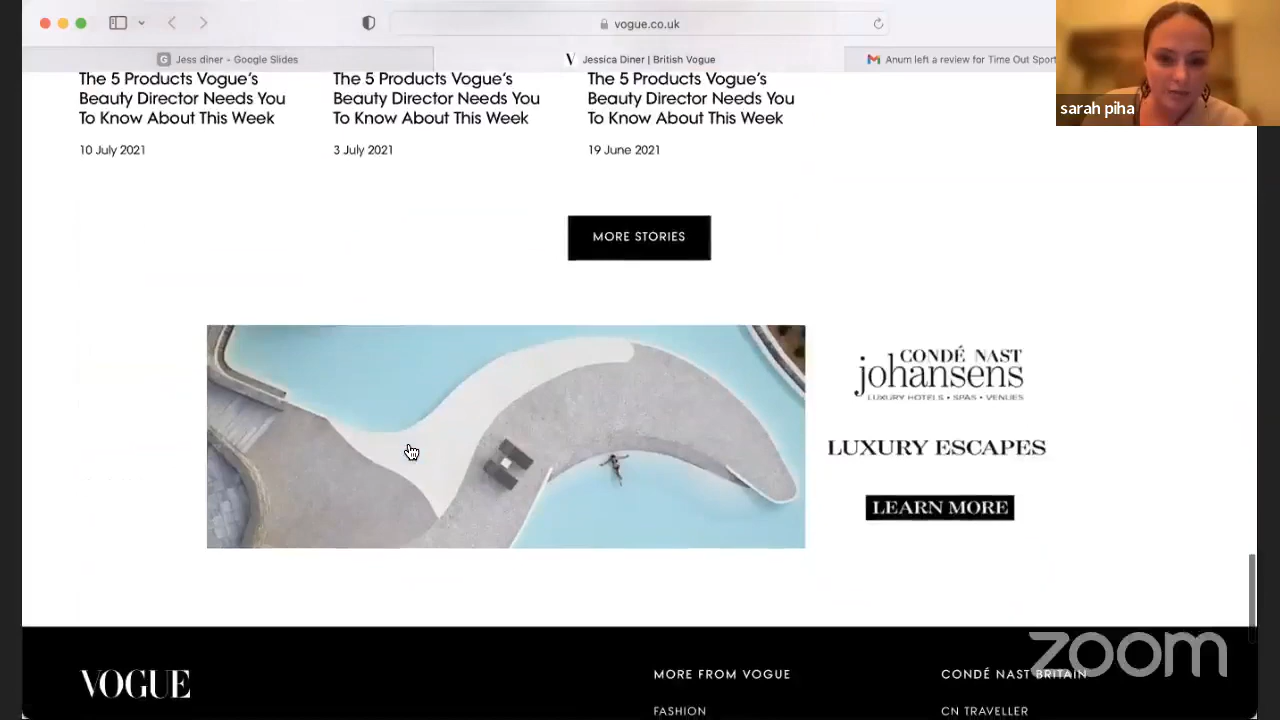 vogue.co.uk
Jess diner - Google Slides
Jessica Diner | British Vogue
Anum left a review for Time Out Sport
sarah piha
The 5 Products Vogue's
Beauty Director Needs You
To Know About This Week
10 July 2021
The 5 Products Vogue's
Beauty Director Needs You
To Know About This Week
3 July 2021
The 5 Products Vogue's
Beauty Director Needs You
To Know About This Week
19 June 2021
MORE STORIES
CONDÉ NAST
johansens
LUXURY HOTELS • SPAS • VENUES
LUXURY ESCAPES
LEARN MORE
zoom
VOGUE
MORE FROM VOGUE
FASHION
CONDÉ NAST BRITAIN
CN TRAVELLER